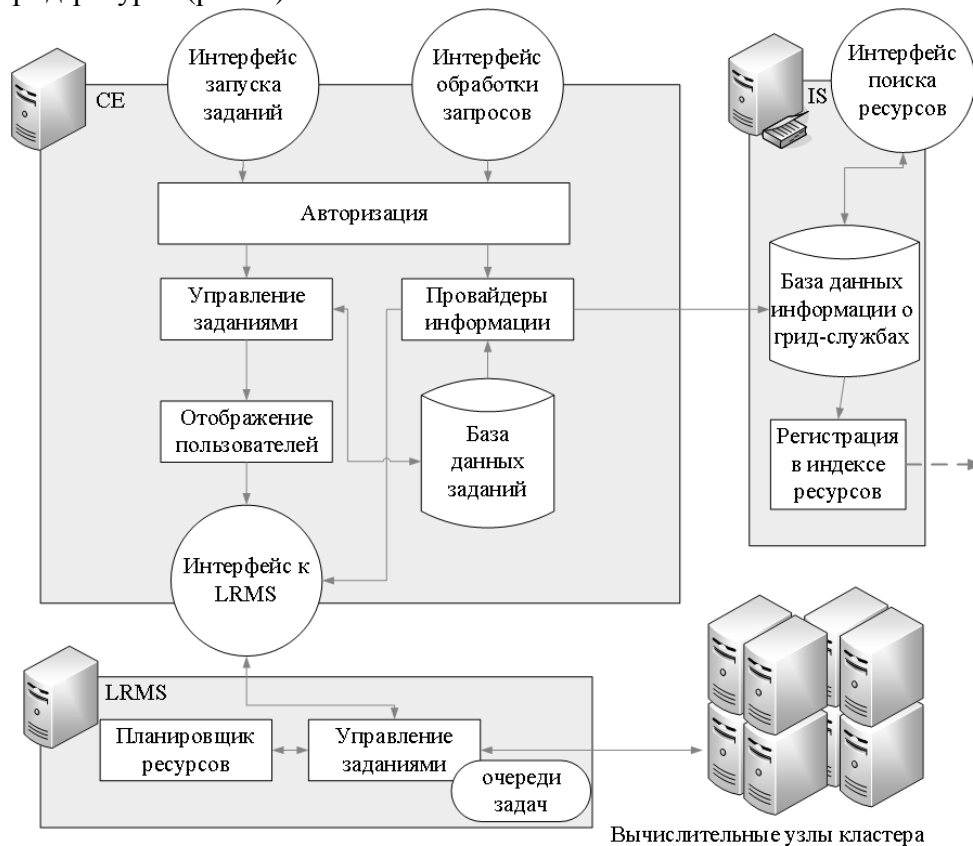 Интерфейс
запуска
заданий
Интерфейс
обработки
запросов
Интерфейс
поиска
ресурсов
CE
IS
Авторизация
Управление
заданиями
Провайдеры
информации
База данных
информации о
грид-службах
Отображение
пользователей
База
данных
заданий
Регистрация
в индексе
ресурсов
Интерфейс к
LRMS
LRMS
Планировщик
ресурсов
Управление
заданиями
очереди
задач
Вычислительные узлы кластера